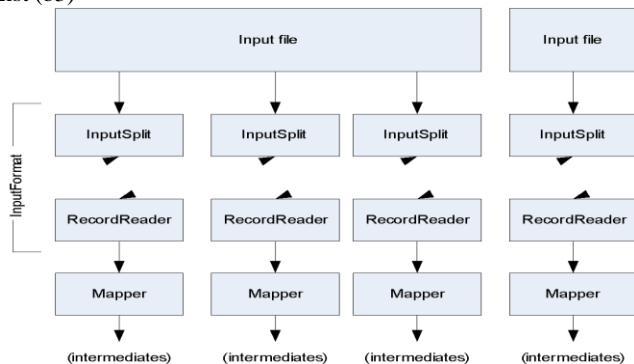 Input file Input file
InputSplit InputSplit InputSplit InputSplit
InputFormat
RecordReader RecordReader RecordReader RecordReader
Mapper Mapper Mapper Mapper
(intermediates) (intermediates) (intermediates) (intermediates)